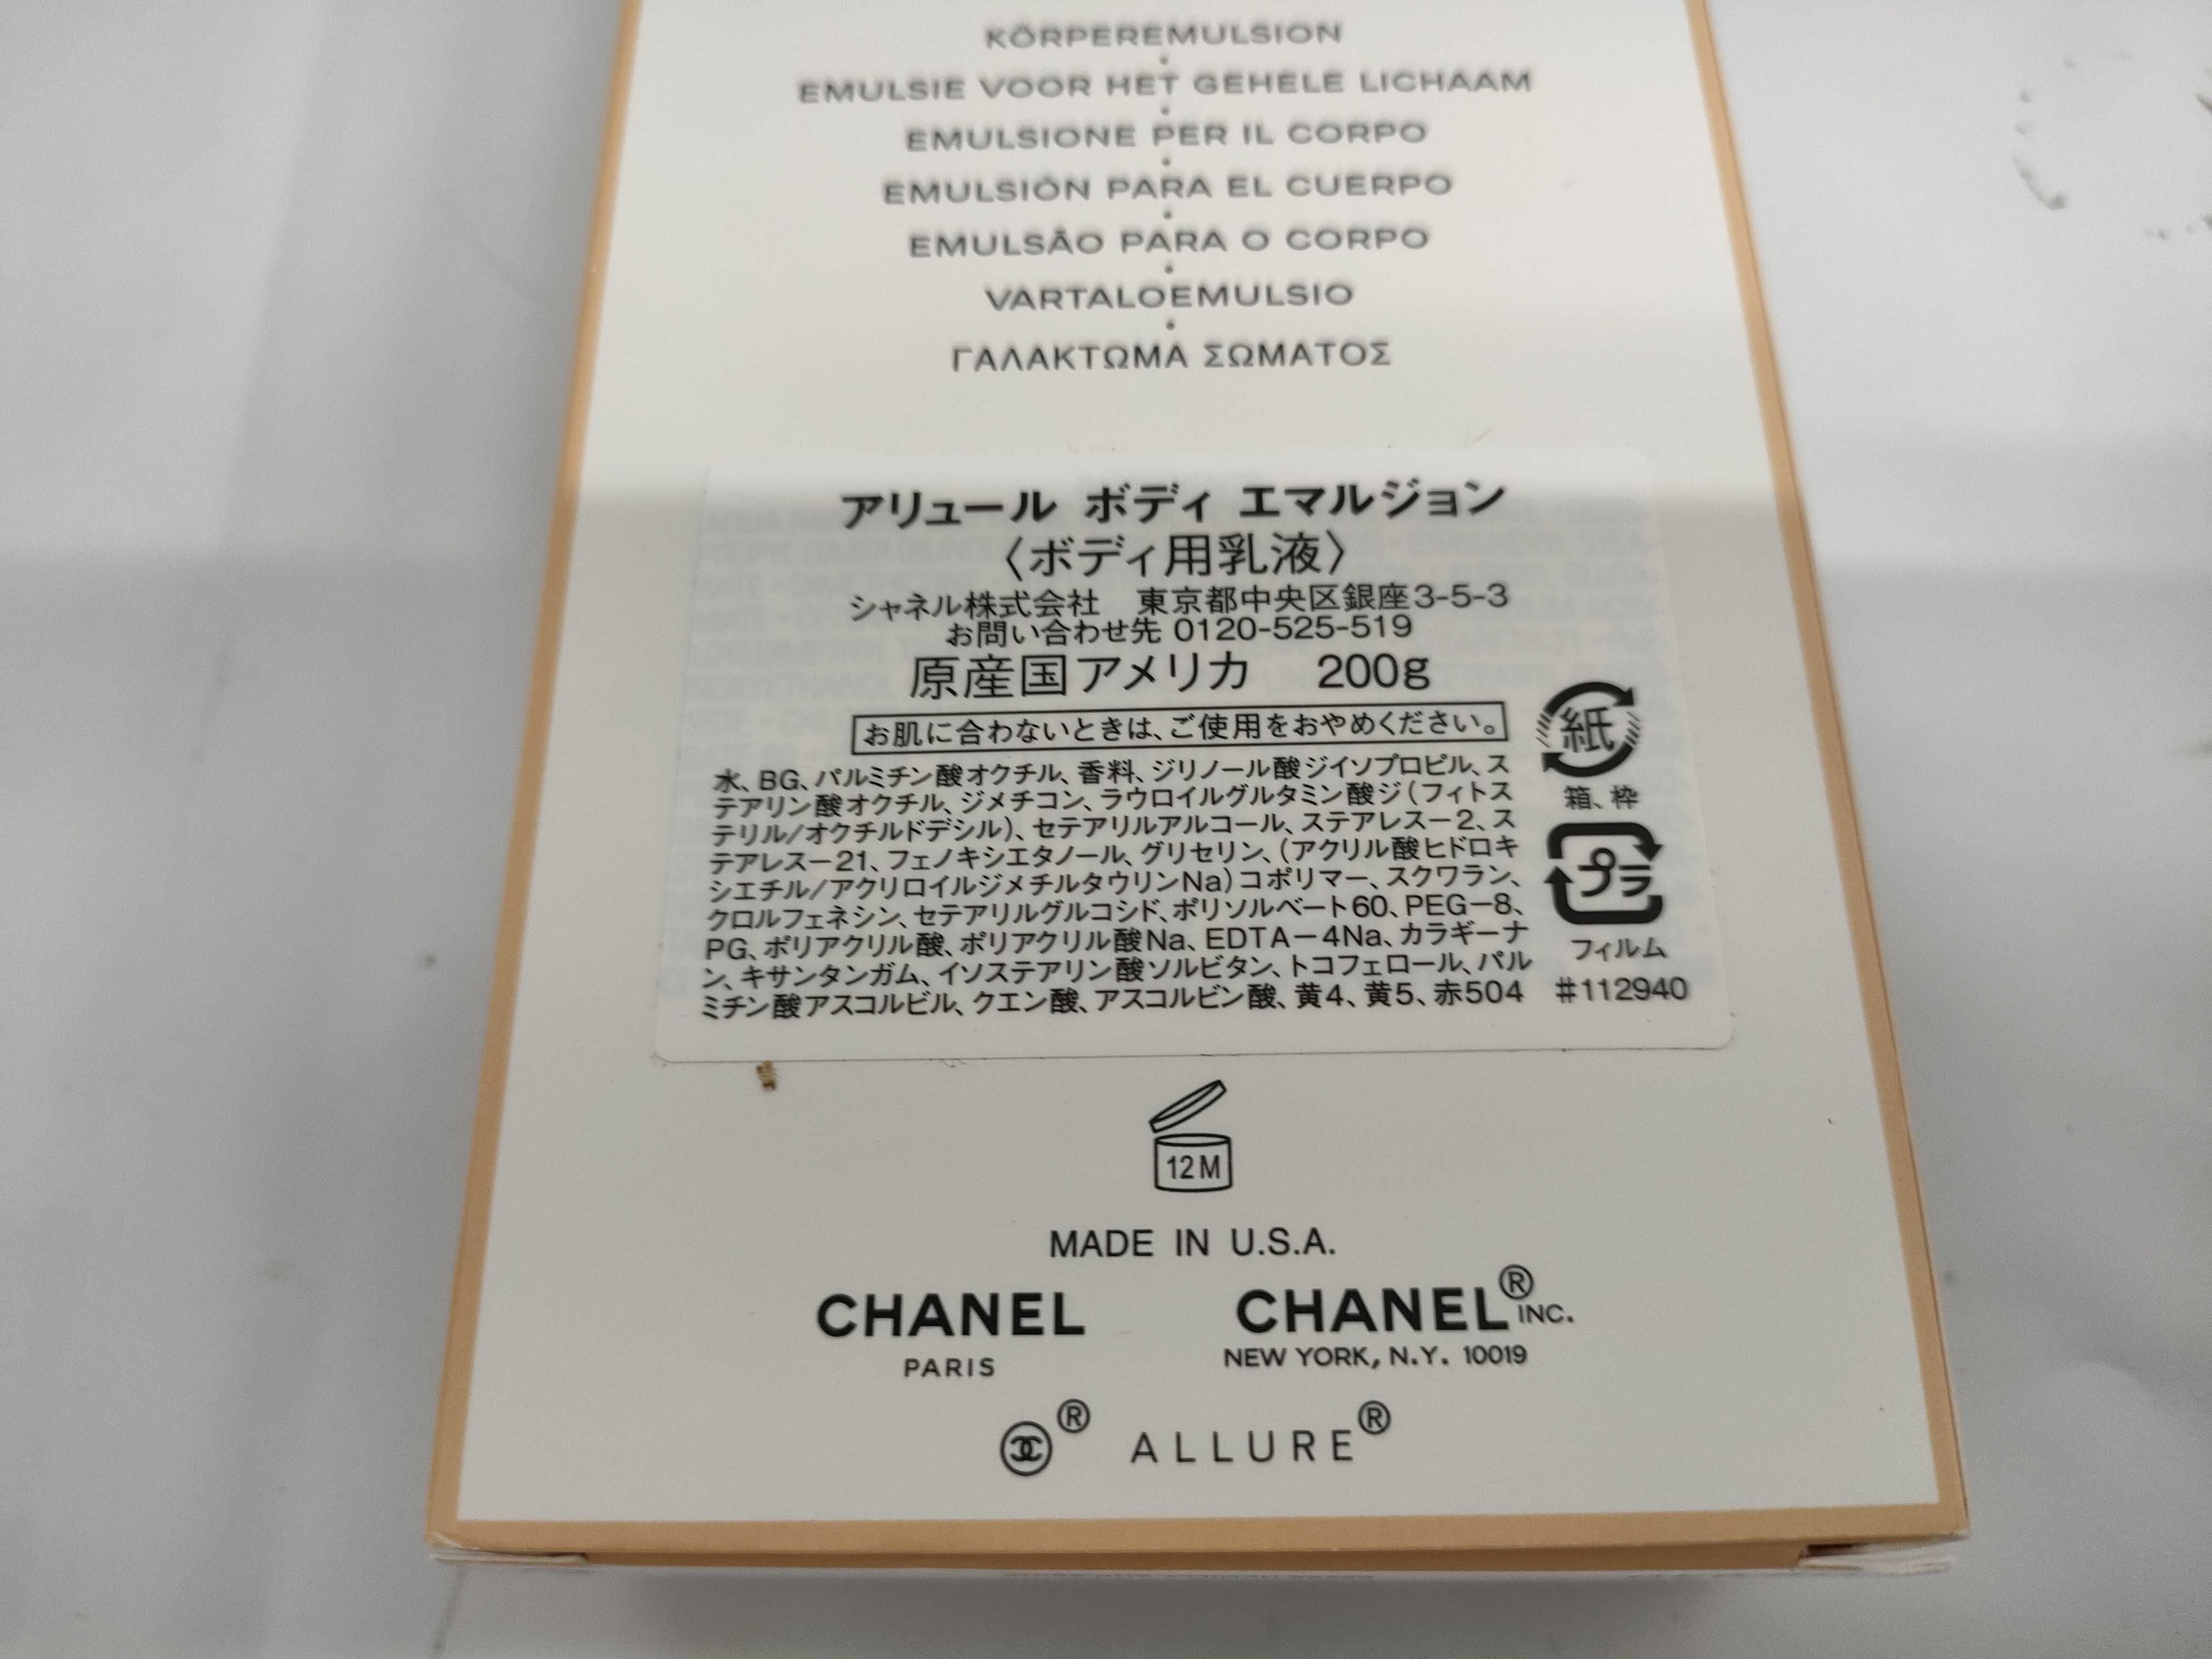 KÖRPEREMULSION
EMULSIE VOOR HET GEHELE LICHAAM
EMULSIONE PER IL CORPO
EMULSIÓN PARA EL CUERPO
EMULSÃO PARA O CORPO
VARTALOEMULSIO
ΓΑΛΑΚΤΩΜΑ ΣΩΜΑΤΟΣ
アリュール ボディ エマルジョン
〈ボディ用乳液〉
シャネル株式会社 東京都中央区銀座3-5-3
お問い合わせ先 0120-525-519
原産国アメリカ 200g
お肌に合わないときは、ご使用をおやめください。
水、BG、パルミチン酸オクチル、香料、ジリノール酸ジイソプロピル、ス
テアリン酸オクチル、ジメチコン、ラウロイルグルタミン酸ジ(フィトス
テリル/オクチルドデシル)、セテアリルアルコール、ステアレスー2、ス
テアレスー21、フェノキシエタノール、グリセリン、(アクリル酸ヒドロキ
シエチル/アクリロイルジメチルタウリンNa)コポリマー、スクワラン、
クロルフェネシン、セテアリルグルコシド、ポリソルベート60、PEGー8、
PG、ポリアクリル酸、ポリアクリル酸Na、EDTAー4Na、カラギーナ
ン、キサンタンガム、イソステアリン酸ソルビタン、トコフェロール、パル
ミチン酸アスコルビル、クエン酸、アスコルビン酸、黄4、黄5、赤504
紙
箱、枠
プラ
フィルム
#112940
12M
MADE IN U.S.A.
CHANEL
PARIS
CHANEL® INC.
NEW YORK, N.Y. 10019
® ALLURE®